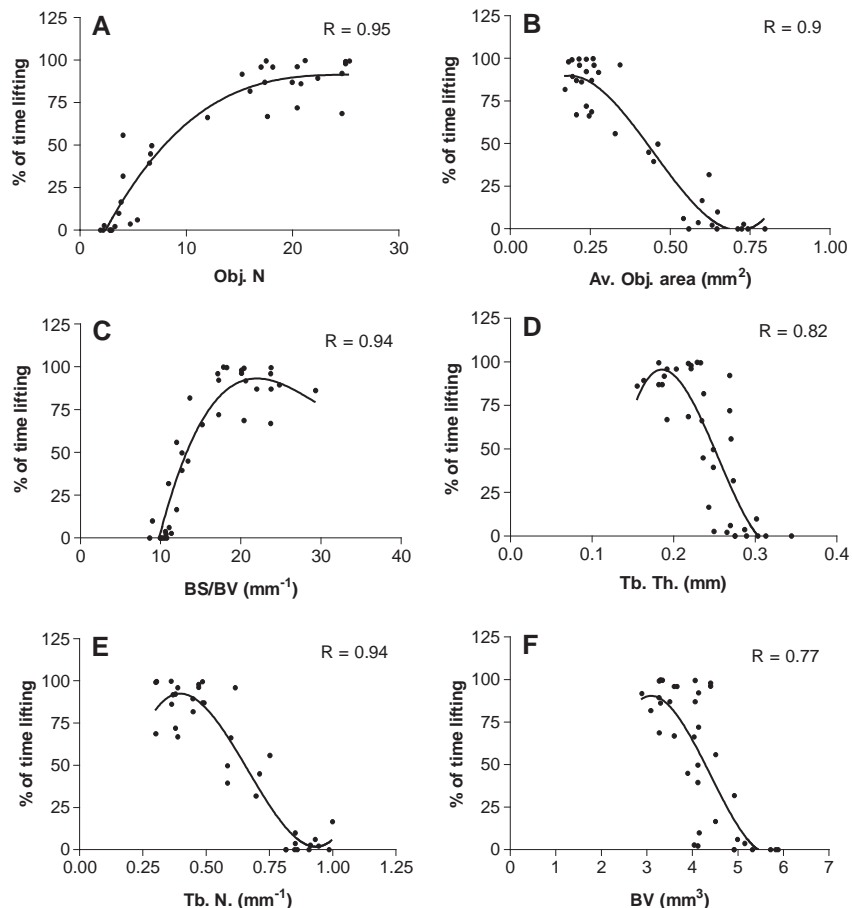 A
R = 0.95
% of time lifting
125
100
75
50
25
0
0 10 20 30
Obj. N
B
R = 0.9
% of time lifting
125
100
75
50
25
0
0.00 0.25 0.50 0.75 1.00
Av. Obj. area (mm²)
C
R = 0.94
% of time lifting
125
100
75
50
25
0
0 10 20 30 40
BS/BV (mm⁻¹)
D
R = 0.82
% of time lifting
125
100
75
50
25
0
0.0 0.1 0.2 0.3 0.4
Tb. Th. (mm)
E
R = 0.94
% of time lifting
125
100
75
50
25
0
0.00 0.25 0.50 0.75 1.00 1.25
Tb. N. (mm⁻¹)
F
R = 0.77
% of time lifting
125
100
75
50
25
0
0 1 2 3 4 5 6 7
BV (mm³)